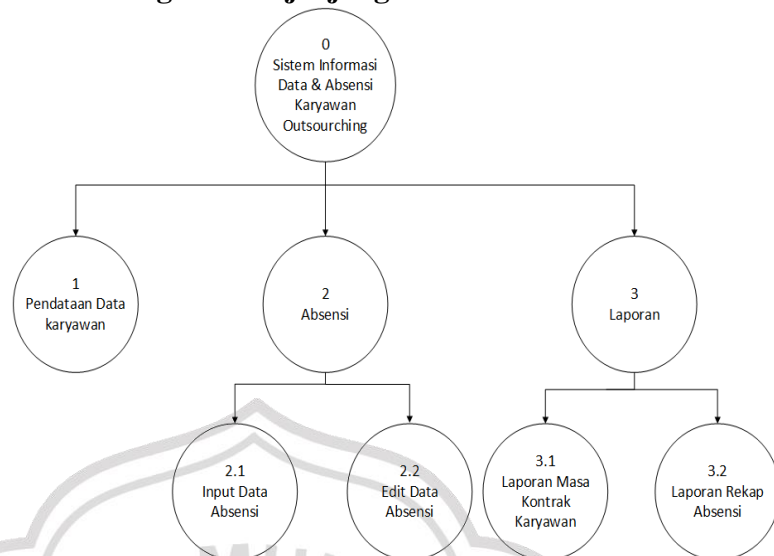 0
Sistem Informasi
Data & Absensi
Karyawan
Outsourching
1
Pendataan Data
karyawan
2
Absensi
3
Laporan
2.1
Input Data
Absensi
2.2
Edit Data
Absensi
3.1
Laporan Masa
Kontrak
Karyawan
3.2
Laporan Rekap
Absensi